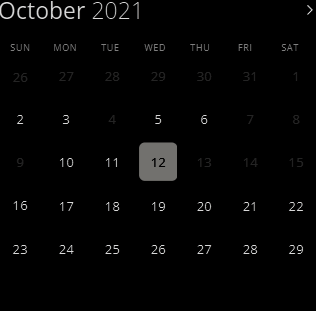 October 2021
SUN MON TUE WED THU FRI SAT
26 27 28 29 30 31 1
2 3 4 5 6 7 8
9 10 11 12 13 14 15
16 17 18 19 20 21 22
23 24 25 26 27 28 29